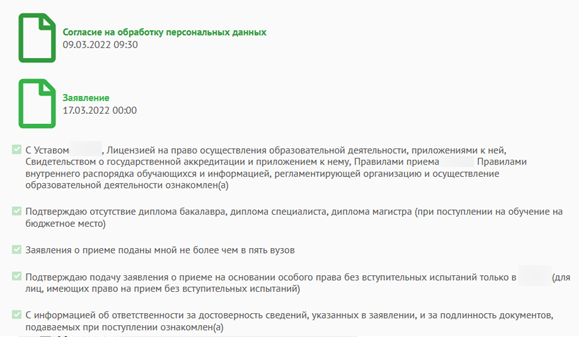 Согласие на обработку персональных данных
09.03.2022 09:30
Заявление
17.03.2022 00:00
С Уставом , Лицензией на право осуществления образовательной деятельности, приложениями к ней,
Свидетельством о государственной аккредитации и приложением к нему, Правилами приема Правилами
внутреннего распорядка обучающихся и информацией, регламентирующей организацию и осуществление
образовательной деятельности ознакомлен(а)
Подтверждаю отсутствие диплома бакалавра, диплома специалиста, диплома магистра (при поступлении на обучение на
бюджетное место)
Заявления о приеме поданы мной не более чем в пять вузов
Подтверждаю подачу заявления о приеме на основании особого права без вступительных испытаний только в (для
лиц, имеющих право на прием без вступительных испытаний)
С информацией об ответственности за достоверность сведений, указанных в заявлении, и за подлинность документов,
подаваемых при поступлении ознакомлен(а)